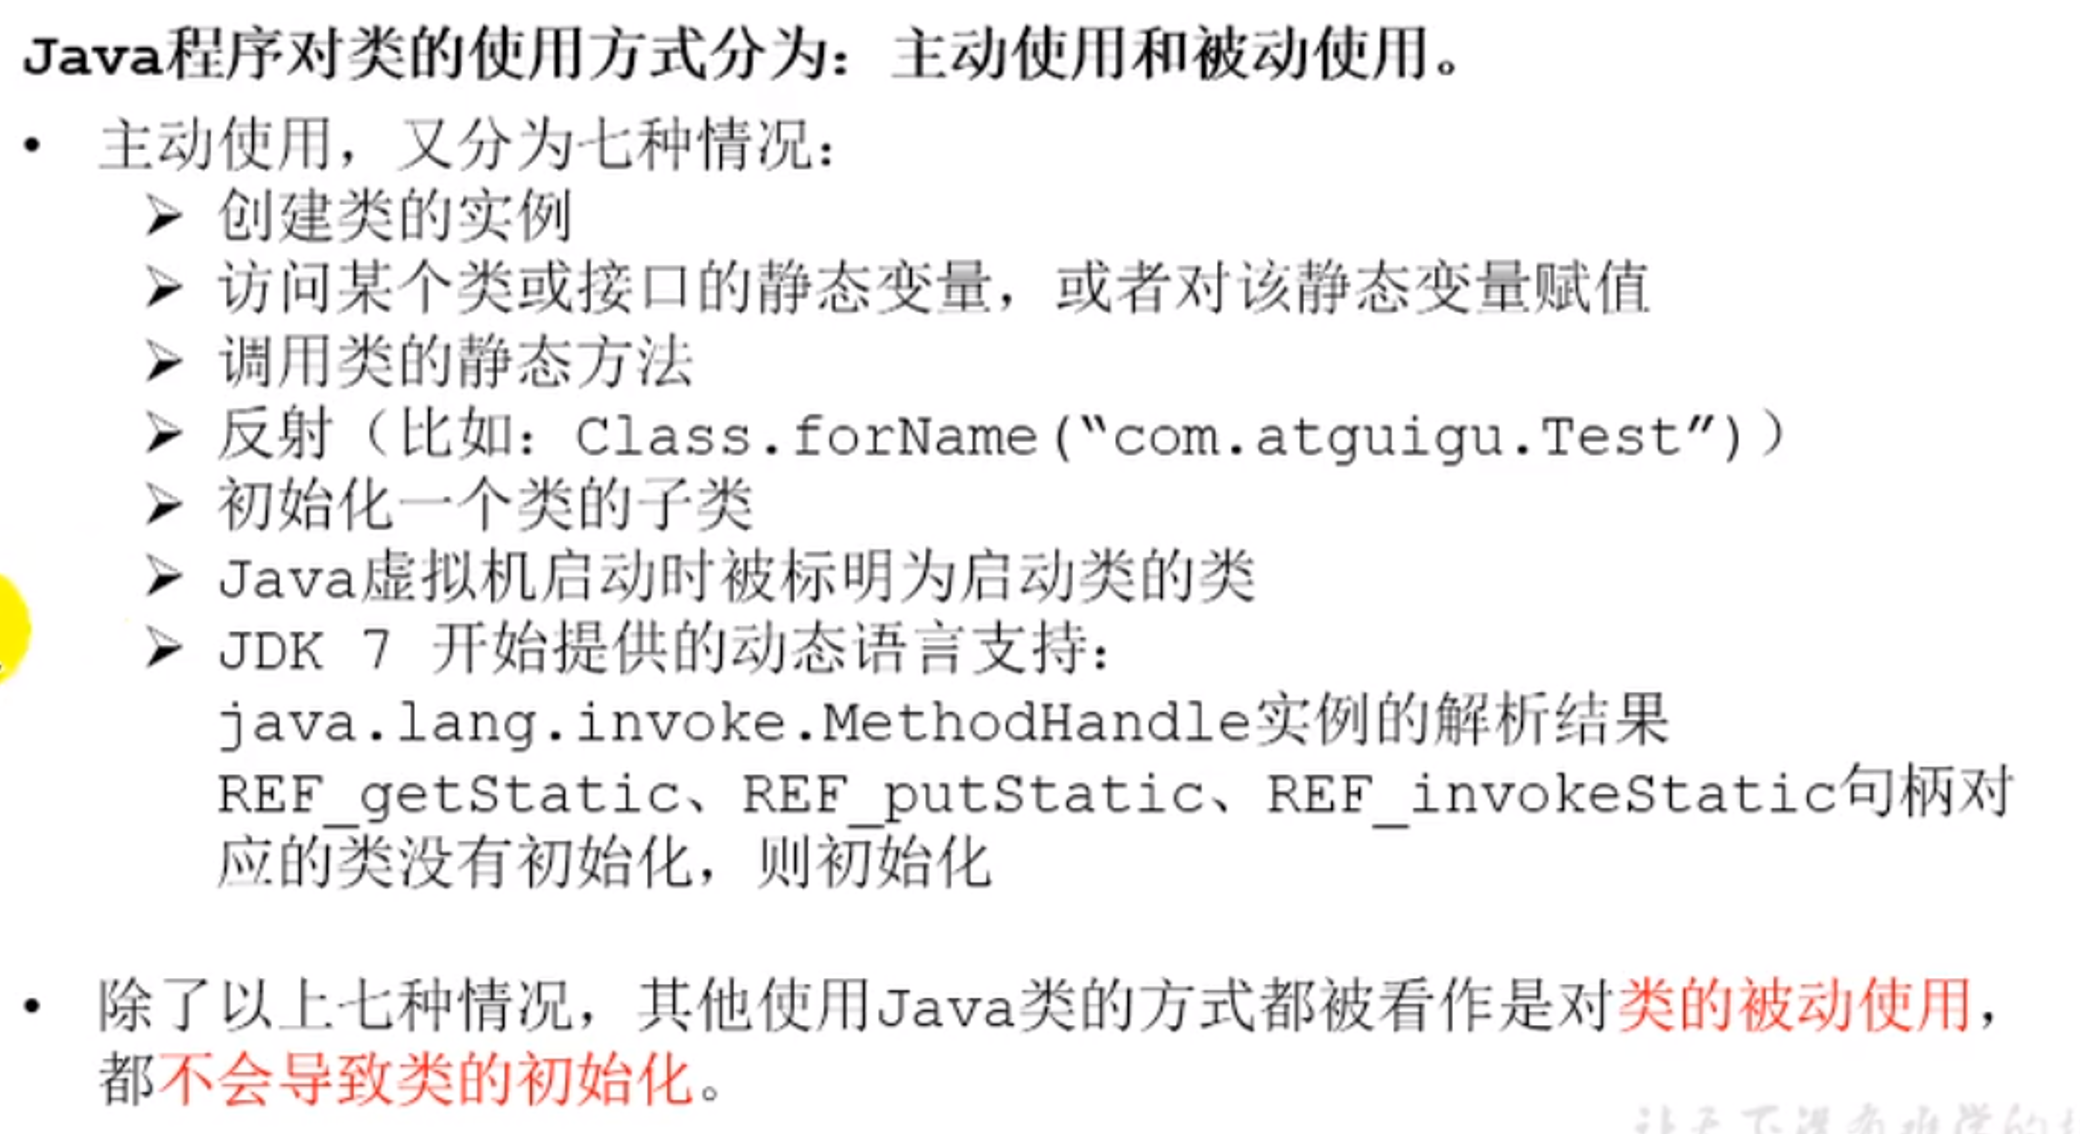 Java程序对类的使用方式分为：主动使用和被动使用。
• 主动使用，又分为七种情况：
➢ 创建类的实例
➢ 访问某个类或接口的静态变量，或者对该静态变量赋值
➢ 调用类的静态方法
➢ 反射（比如：Class.forName(“com.atguigu.Test”)）
➢ 初始化一个类的子类
➢ Java虚拟机启动时被标明为启动类的类
➢ JDK 7 开始提供的动态语言支持：
java.lang.invoke.MethodHandle实例的解析结果
REF_getStatic、REF_putStatic、REF_invokeStatic句柄对
应的类没有初始化，则初始化
• 除了以上七种情况，其他使用Java类的方式都被看作是对类的被动使用，
都不会导致类的初始化。